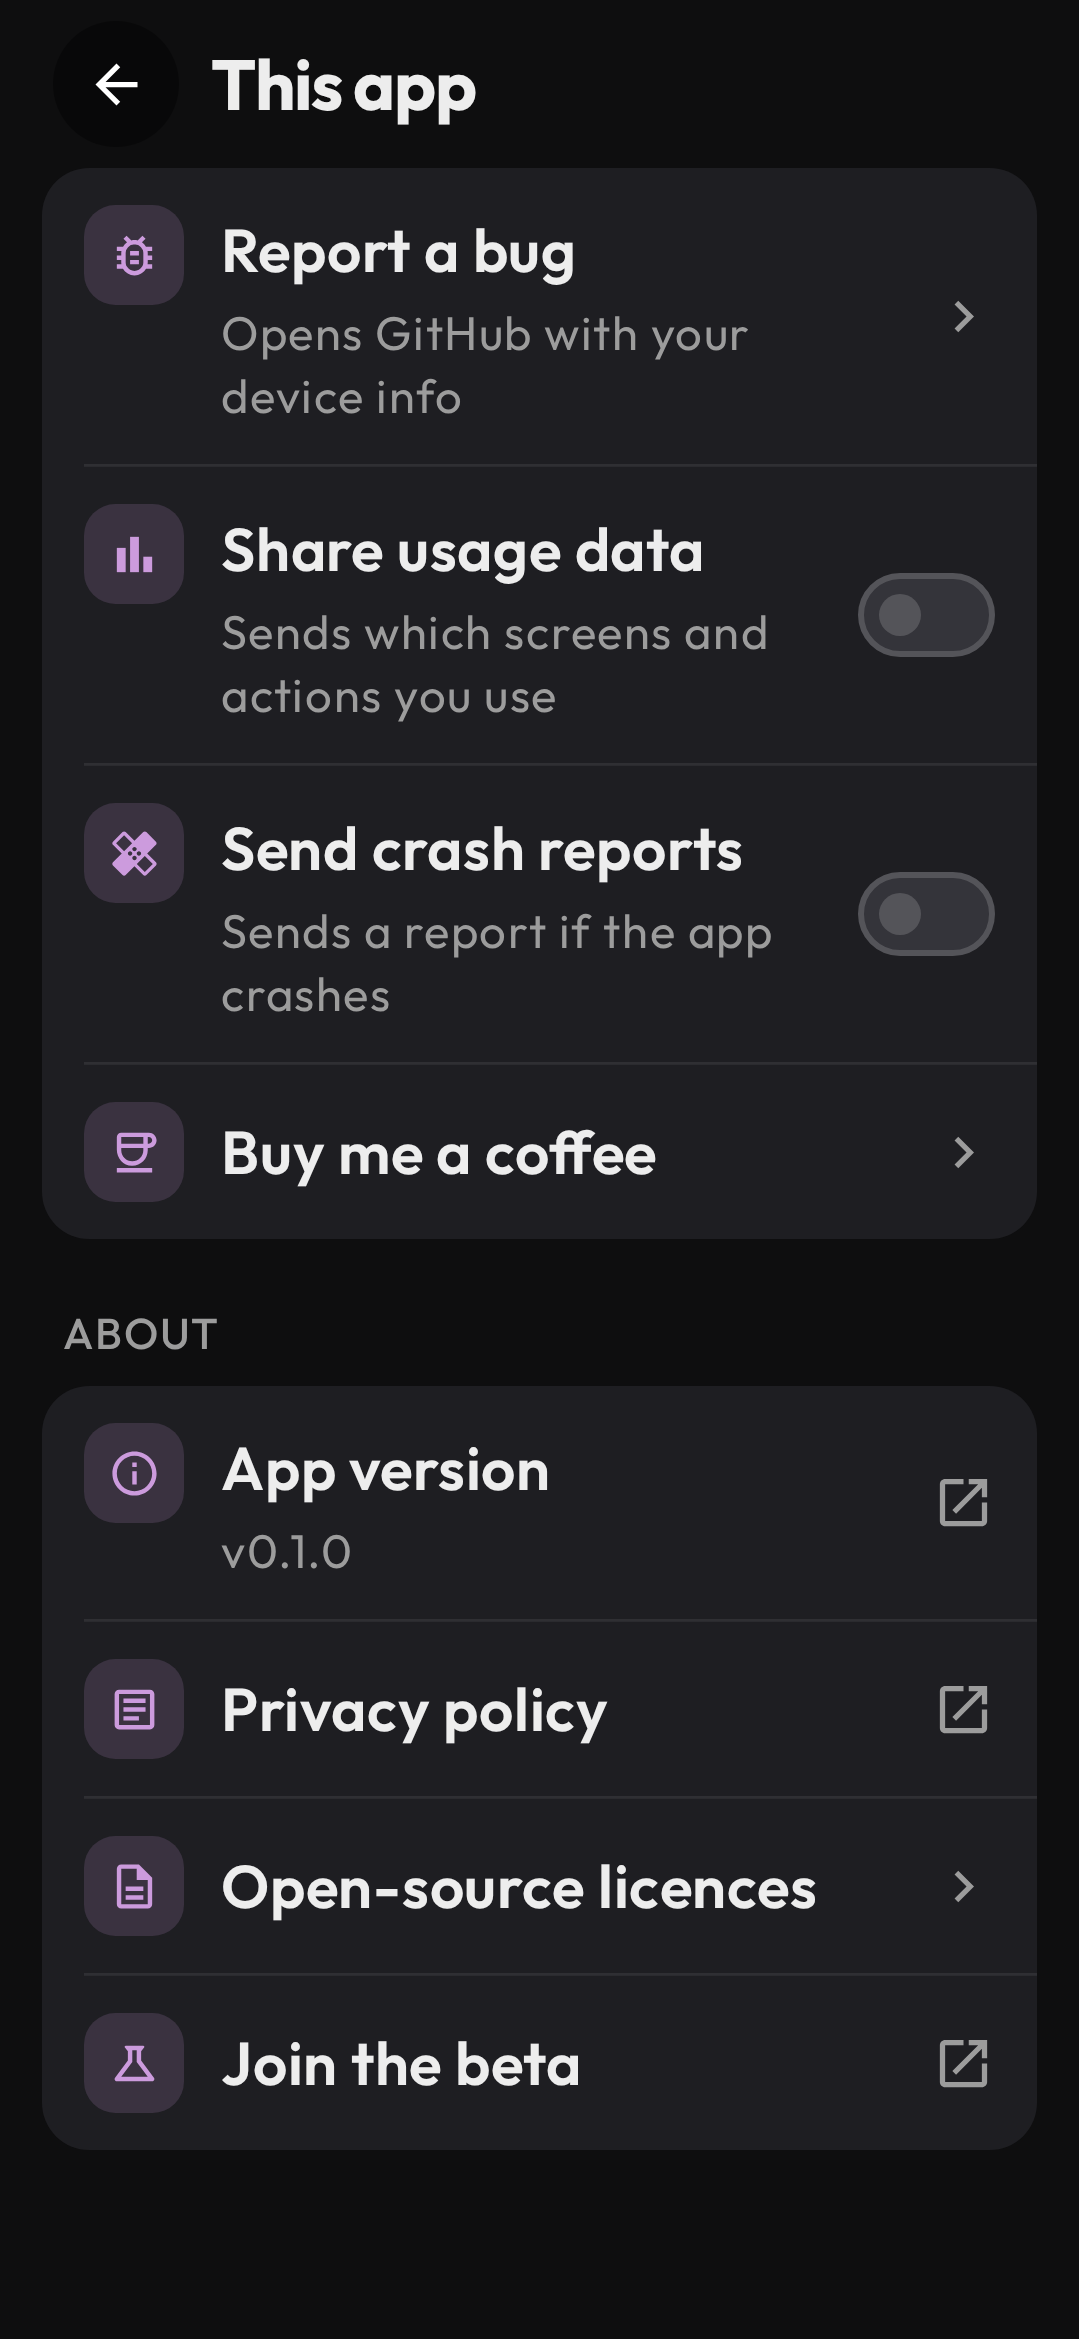 This app
Report a bug
Opens GitHub with your
device info
Share usage data
Sends which screens and
actions you use
Send crash reports
Sends a report if the app
crashes
Buy me a coffee
ABOUT
App version
v0.1.0
Privacy policy
Open-source licences
Join the beta